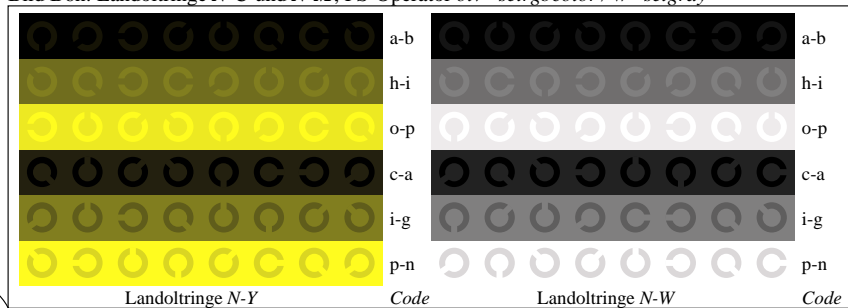 a-b a-b
h-i h-i
o-p o-p
c-a c-a
i-g i-g
p-n p-n
Landoltringe N-Y Code Landoltringe N-W Code